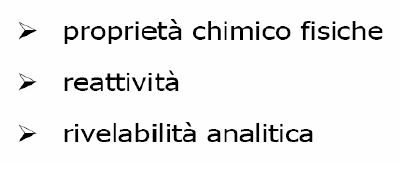 ➢ proprietà chimico fisiche
➢ reattività
➢ rivelabilità analitica